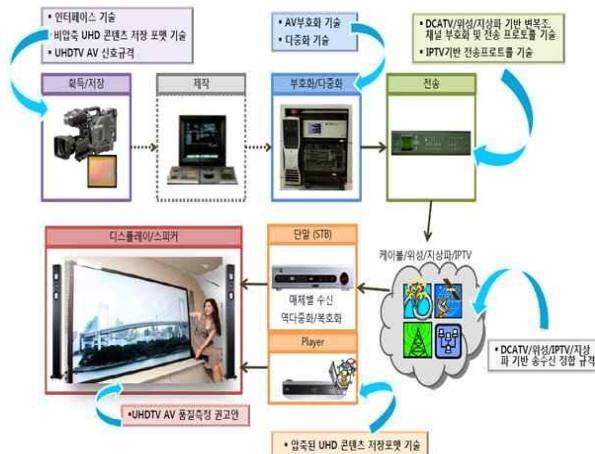 • 인터페이스 기술
• 비압축 UHD 콘텐츠 저장 포맷 기술
• UHDTV AV 신호규격
• AV부호화 기술
• 다중화 기술
• DCATV/위성/지상파 기반 변복조,
채널 부호화 및 전송 프로토콜 기술
• IPTV기반 전송프로토콜 기술
획득/저장
제작
부호화/다중화
전송
디스플레이/스피커
단말 (STB)
매체별 수신
역다중화/복호화
Player
케이블/위성/지상파/IPTV
• DCATV/위성/IPTV/지상
파 기반 송수신 정합 규격
•UHDTV AV 품질측정 권고안
• 압축된 UHD 콘텐츠 저장포맷 기술